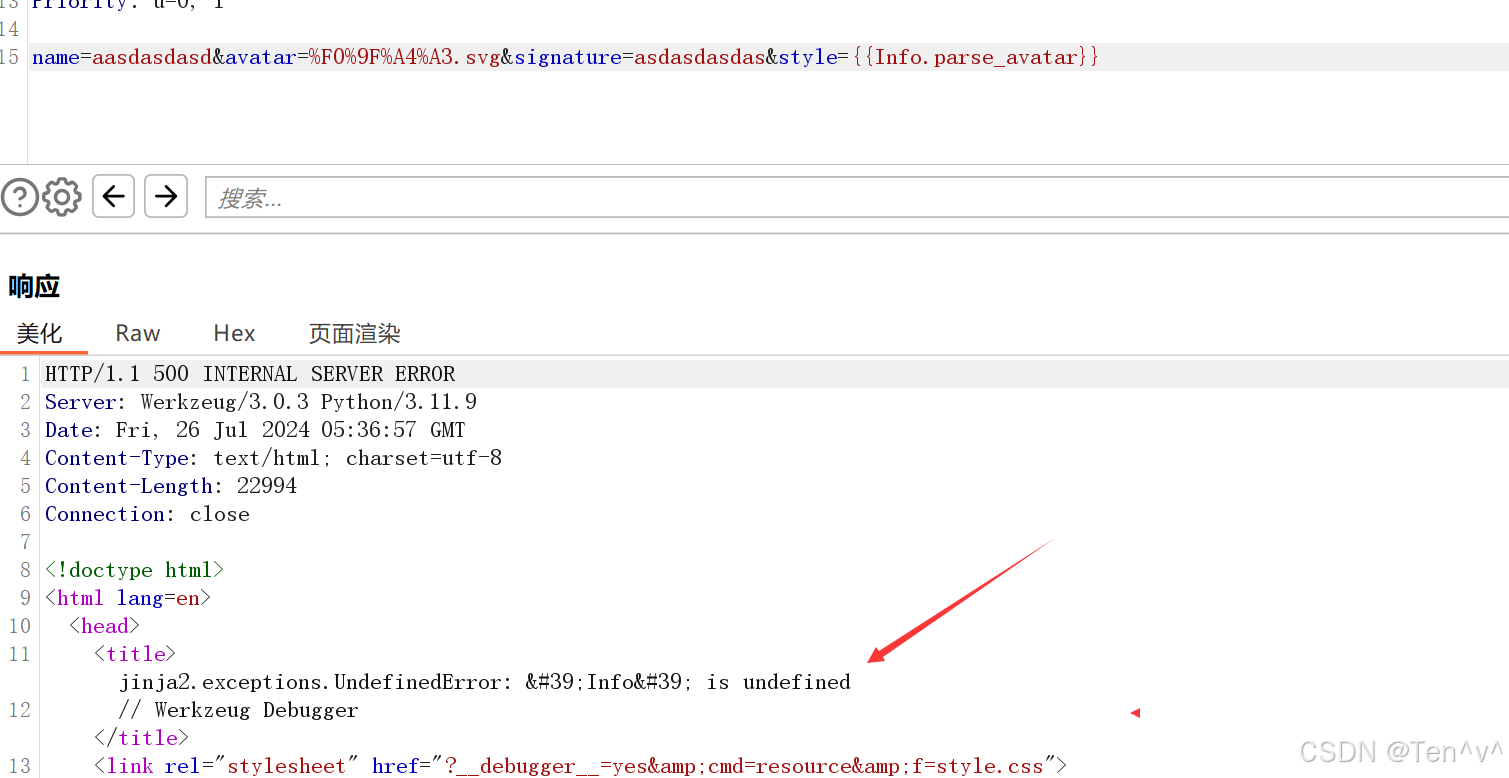 13 Priority: u=0, i
14
15 name=aasdasdasd&avatar=%F0%9F%A4%A3.svg&signature=asdasdasdas&style={{Info.parse_avatar}}
搜索...
响应
美化 Raw Hex 页面渲染
1 HTTP/1.1 500 INTERNAL SERVER ERROR
2 Server: Werkzeug/3.0.3 Python/3.11.9
3 Date: Fri, 26 Jul 2024 05:36:57 GMT
4 Content-Type: text/html; charset=utf-8
5 Content-Length: 22994
6 Connection: close
7
8 <!doctype html>
9 <html lang=en>
10 <head>
11 <title>
jinja2.exceptions.UndefinedError: &#39;Info&#39; is undefined
12 // Werkzeug Debugger
</title>
13 <link rel="stylesheet" href="?__debugger__=yes&amp;cmd=resource&amp;f=style.css">
CSDN @Ten^v^